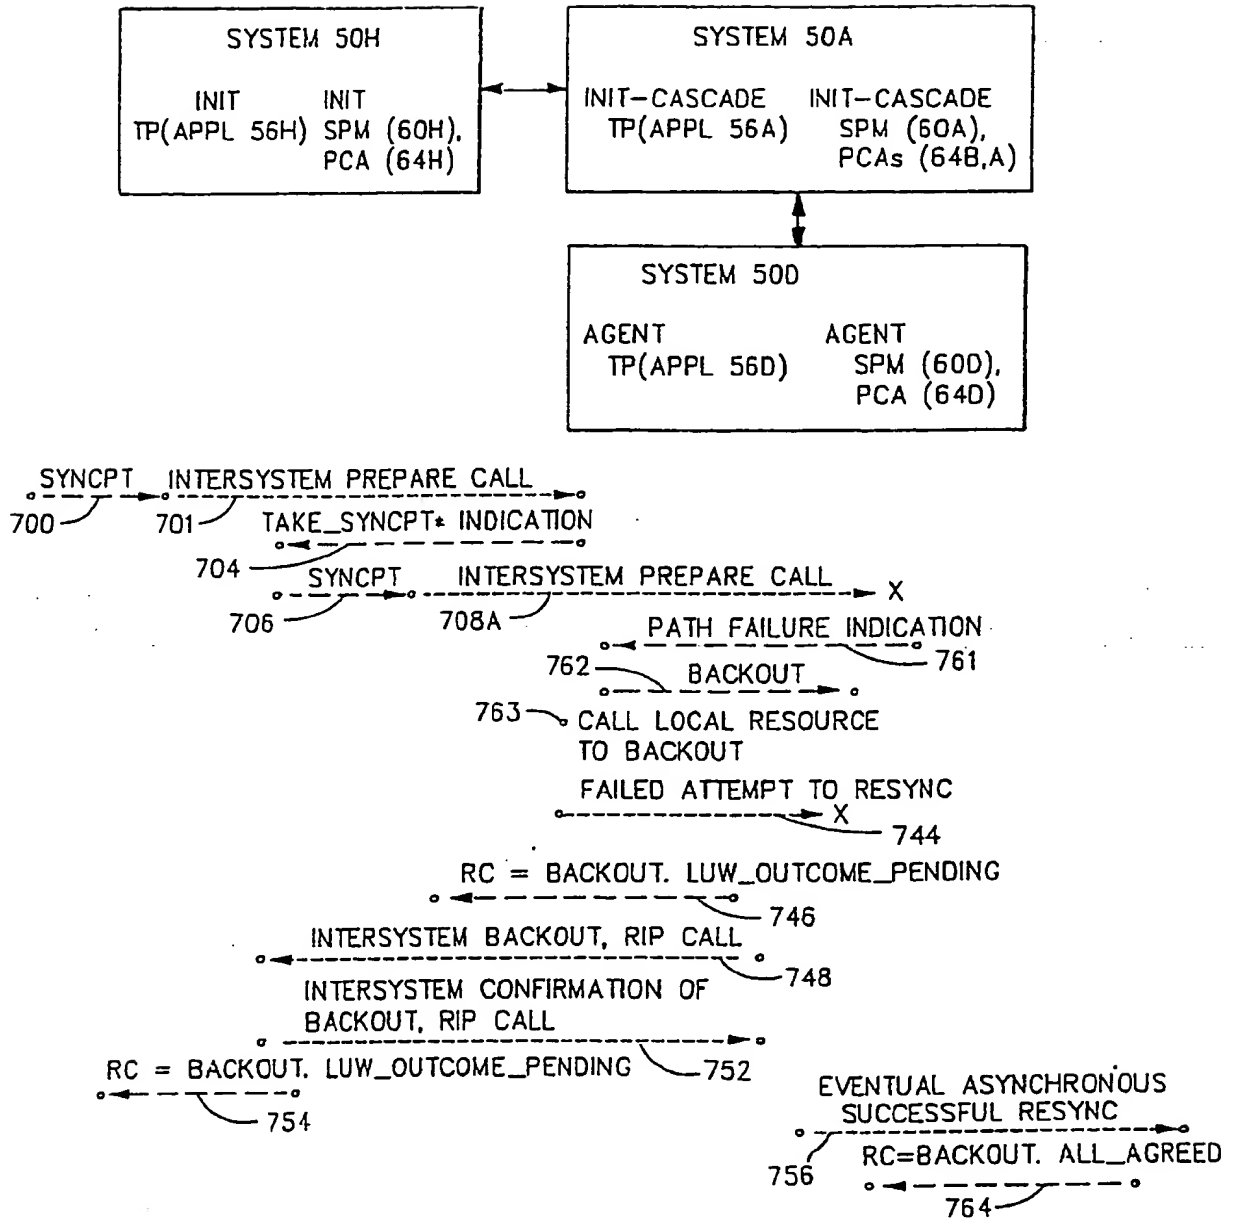 SYSTEM 50H
INIT INIT
TP(APPL 56H) SPM (60H),
PCA (64H)
SYSTEM 50A
INIT-CASCADE INIT-CASCADE
TP(APPL 56A) SPM (60A),
PCAs (64B,A)
SYSTEM 50D
AGENT AGENT
TP(APPL 56D) SPM (60D),
PCA (64D)
SYNCPT INTERSYSTEM PREPARE CALL
700 701
TAKE_SYNCPT* INDICATION
704
SYNCPT INTERSYSTEM PREPARE CALL
X
706 708A
PATH FAILURE INDICATION
762 761
BACKOUT
763 CALL LOCAL RESOURCE
TO BACKOUT
FAILED ATTEMPT TO RESYNC
X
744
RC = BACKOUT. LUW_OUTCOME_PENDING
746
INTERSYSTEM BACKOUT, RIP CALL
748
INTERSYSTEM CONFIRMATION OF
BACKOUT, RIP CALL
752
RC = BACKOUT. LUW_OUTCOME_PENDING
754
EVENTUAL ASYNCHRONOUS
SUCCESSFUL RESYNC
756
RC=BACKOUT. ALL_AGREED
764